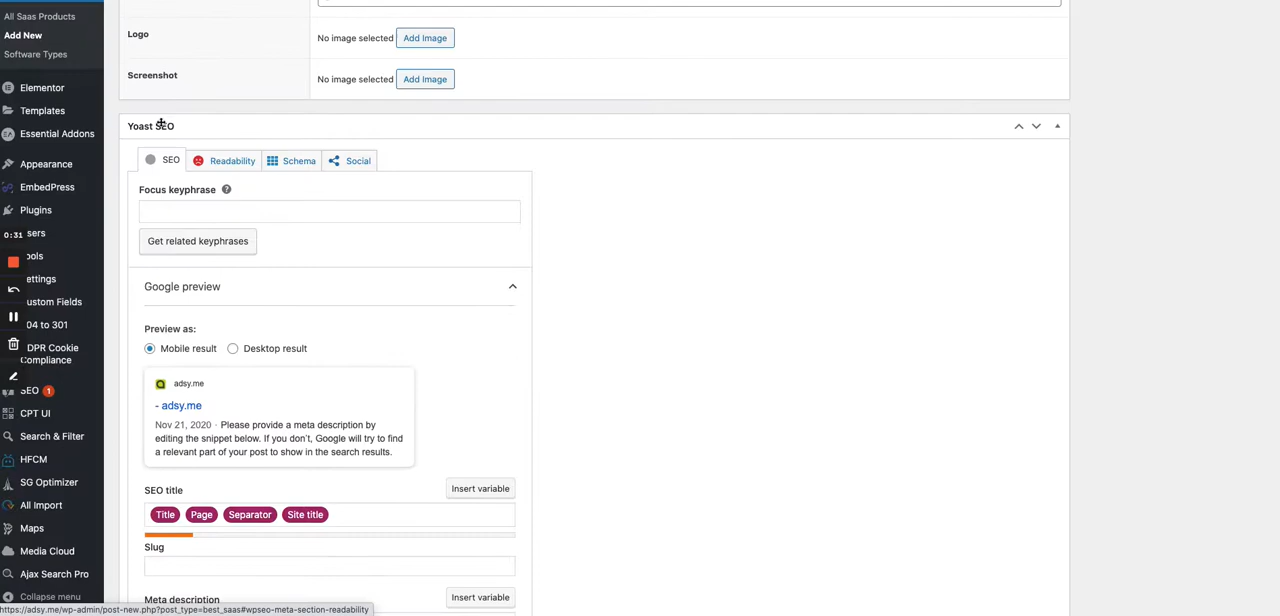 All Saas Products
Add New
Software Types
Elementor
Templates
Essential Addons
Appearance
EmbedPress
Plugins
0:31 sers
ools
ettings
ustom Fields
04 to 301
DPR Cookie
Compliance
SEO 1
CPT UI
Search & Filter
HFCM
SG Optimizer
All Import
Maps
Media Cloud
Ajax Search Pro
Collapse menu
Logo
No image selected Add Image
Screenshot
No image selected Add Image
Yoast SEO
SEO Readability Schema Social
Focus keyphrase ?
Get related keyphrases
Google preview
Preview as:
Mobile result Desktop result
adsy.me
- adsy.me
Nov 21, 2020 · Please provide a meta description by
editing the snippet below. If you don't, Google will try to find
a relevant part of your post to show in the search results.
SEO title Insert variable
Title Page Separator Site title
Slug
Meta description Insert variable
https://adsy.me/wp-admin/post-new.php?post_type=best_saas#wpseo-meta-section-readability